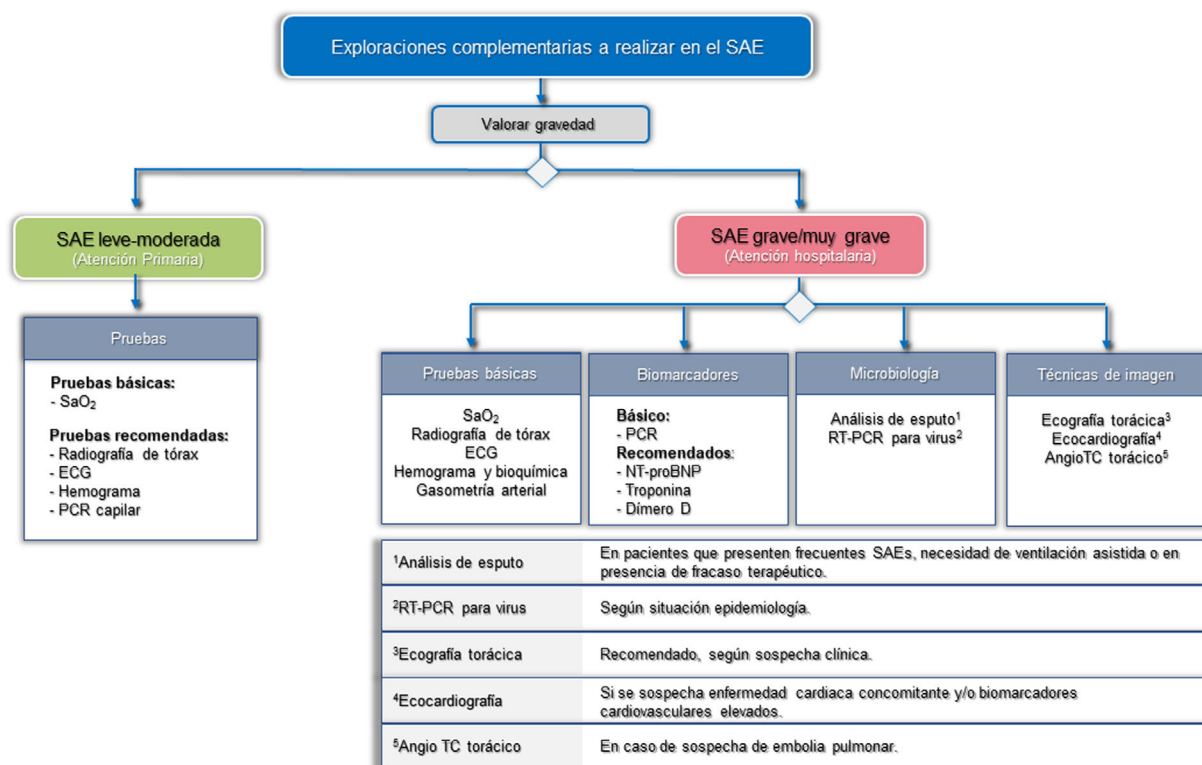 Exploraciones complementarias a realizar en el SAE
Valorar gravedad
SAE leve-moderada
(Atención Primaria)
SAE grave/muy grave
(Atención hospitalaria)
Pruebas
Pruebas básicas:
- SaO₂
Pruebas recomendadas:
- Radiografía de tórax
- ECG
- Hemograma
- PCR capilar
Pruebas básicas
SaO₂
Radiografía de tórax
ECG
Hemograma y bioquímica
Gasometría arterial
Biomarcadores
Básico:
- PCR
Recomendados:
- NT-proBNP
- Troponina
- Dímero D
Microbiología
Análisis de esputo¹
RT-PCR para virus²
Técnicas de imagen
Ecografía torácica³
Ecocardiografía⁴
AngioTC torácico⁵
¹Análisis de esputo
En pacientes que presenten frecuentes SAEs, necesidad de ventilación asistida o en
presencia de fracaso terapéutico.
²RT-PCR para virus
Según situación epidemiología.
³Ecografía torácica
Recomendado, según sospecha clínica.
⁴Ecocardiografía
Si se sospecha enfermedad cardiaca concomitante y/o biomarcadores
cardiovasculares elevados.
⁵Angio TC torácico
En caso de sospecha de embolia pulmonar.